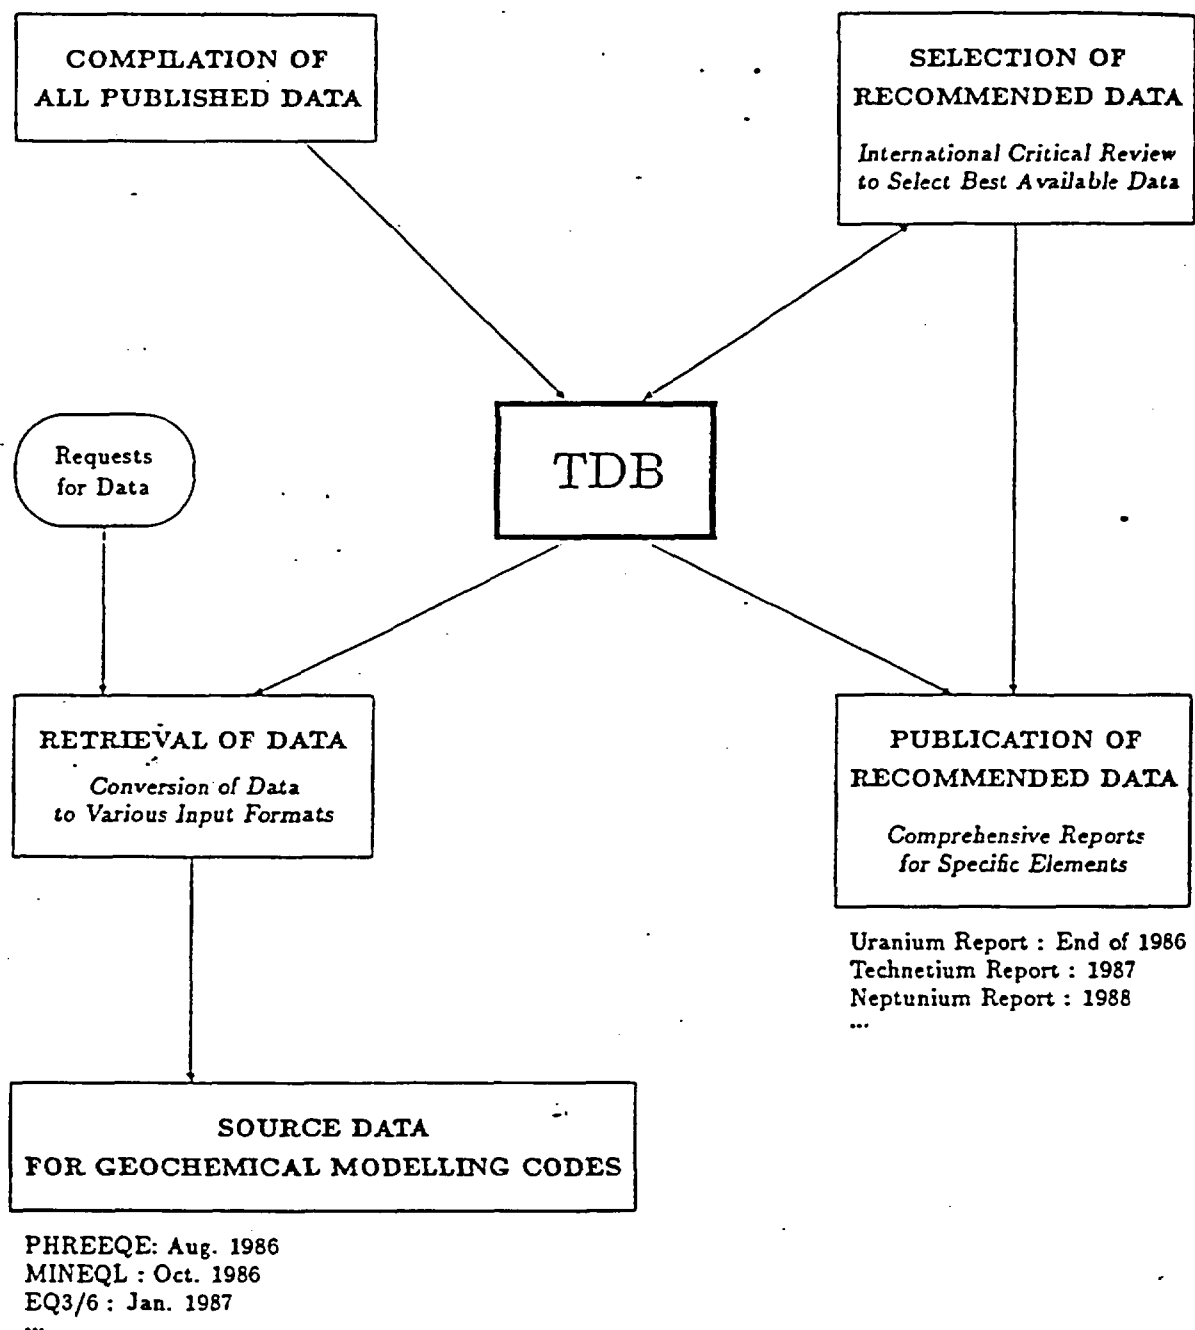 COMPILATION OF
ALL PUBLISHED DATA
SELECTION OF
RECOMMENDED DATA
International Critical Review
to Select Best Available Data
Requests
for Data
TDB
RETRIEVAL OF DATA
Conversion of Data
to Various Input Formats
PUBLICATION OF
RECOMMENDED DATA
Comprehensive Reports
for Specific Elements
Uranium Report : End of 1986
Technetium Report : 1987
Neptunium Report : 1988
...
SOURCE DATA
FOR GEOCHEMICAL MODELLING CODES
PHREEQE: Aug. 1986
MINEQL : Oct. 1986
EQ3/6 : Jan. 1987
...